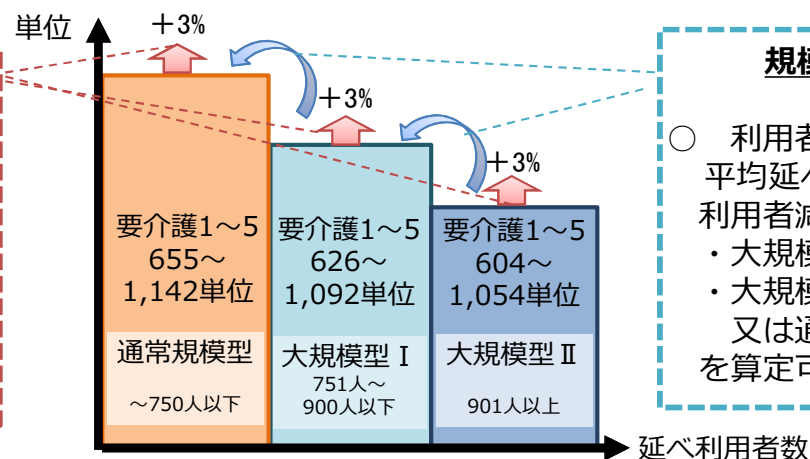 単位
+3%
+3%
+3%
要介護1～5
655～
1,142単位
通常規模型
～750人以下
要介護1～5
626～
1,092単位
大規模型Ⅰ
751人～
900人以下
要介護1～5
604～
1,054単位
大規模型Ⅱ
901人以上
延べ利用者数
規模
○　利用者
平均延べ
利用者減
・大規模
・大規模
又は通
を算定可